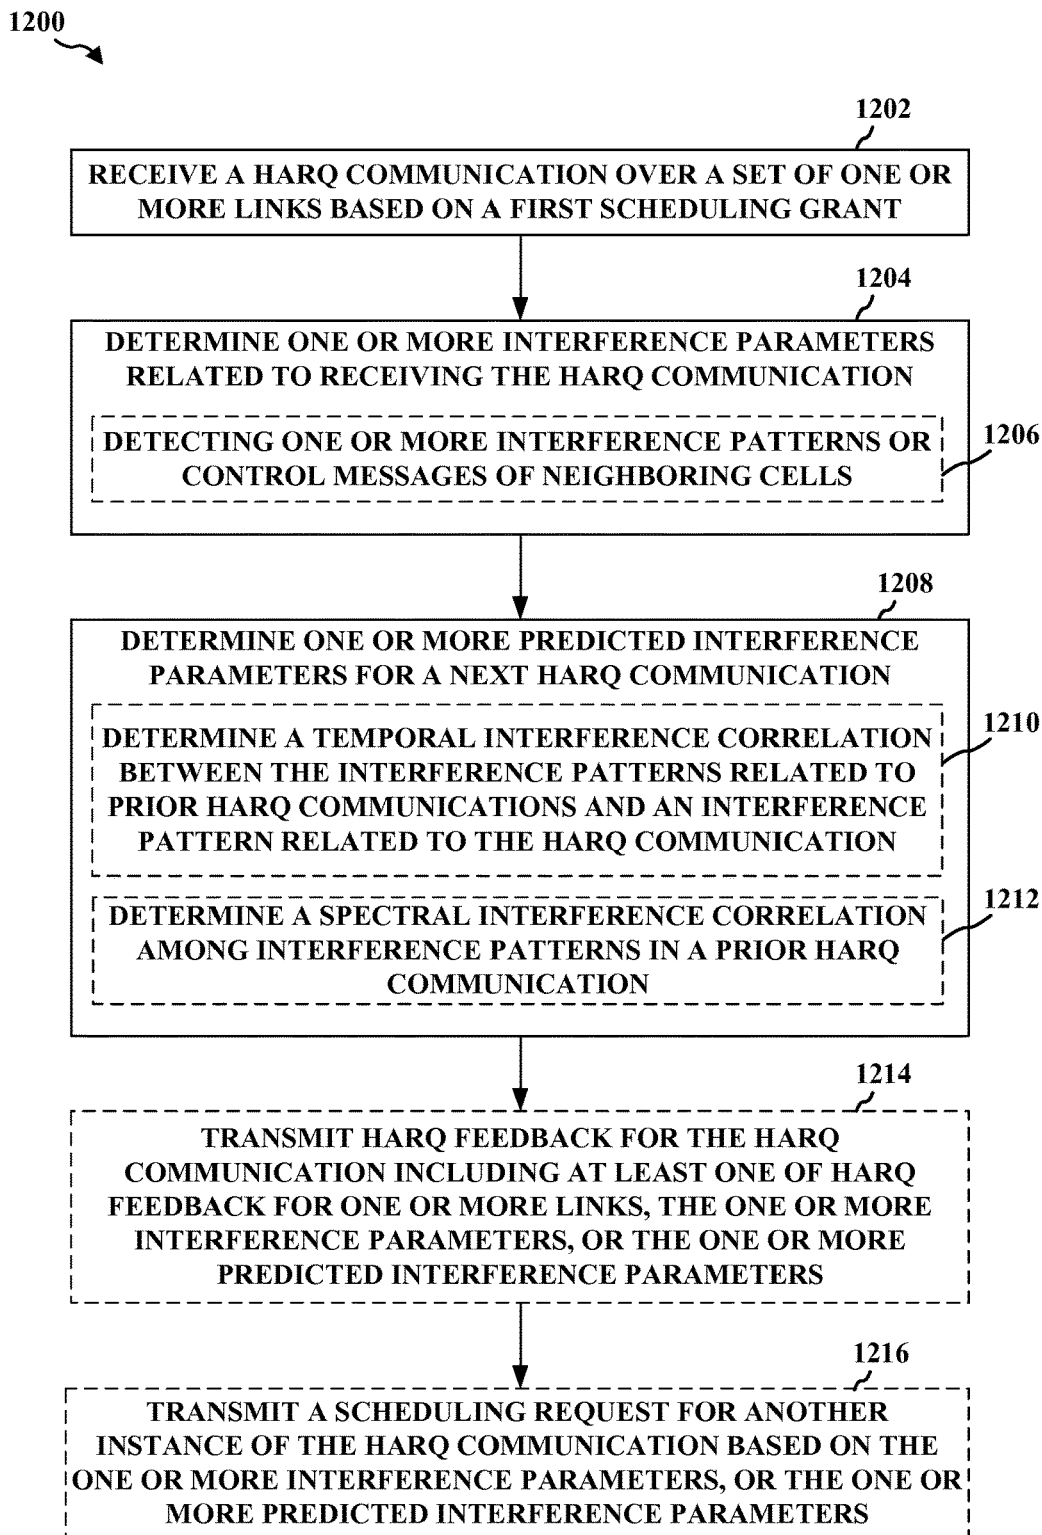 1200
1202
RECEIVE A HARQ COMMUNICATION OVER A SET OF ONE OR
MORE LINKS BASED ON A FIRST SCHEDULING GRANT
1204
DETERMINE ONE OR MORE INTERFERENCE PARAMETERS
RELATED TO RECEIVING THE HARQ COMMUNICATION
1206
DETECTING ONE OR MORE INTERFERENCE PATTERNS OR
CONTROL MESSAGES OF NEIGHBORING CELLS
1208
DETERMINE ONE OR MORE PREDICTED INTERFERENCE
PARAMETERS FOR A NEXT HARQ COMMUNICATION
1210
DETERMINE A TEMPORAL INTERFERENCE CORRELATION
BETWEEN THE INTERFERENCE PATTERNS RELATED TO
PRIOR HARQ COMMUNICATIONS AND AN INTERFERENCE
PATTERN RELATED TO THE HARQ COMMUNICATION
1212
DETERMINE A SPECTRAL INTERFERENCE CORRELATION
AMONG INTERFERENCE PATTERNS IN A PRIOR HARQ
COMMUNICATION
1214
TRANSMIT HARQ FEEDBACK FOR THE HARQ
COMMUNICATION INCLUDING AT LEAST ONE OF HARQ
FEEDBACK FOR ONE OR MORE LINKS, THE ONE OR MORE
INTERFERENCE PARAMETERS, OR THE ONE OR MORE
PREDICTED INTERFERENCE PARAMETERS
1216
TRANSMIT A SCHEDULING REQUEST FOR ANOTHER
INSTANCE OF THE HARQ COMMUNICATION BASED ON THE
ONE OR MORE INTERFERENCE PARAMETERS, OR THE ONE OR
MORE PREDICTED INTERFERENCE PARAMETERS